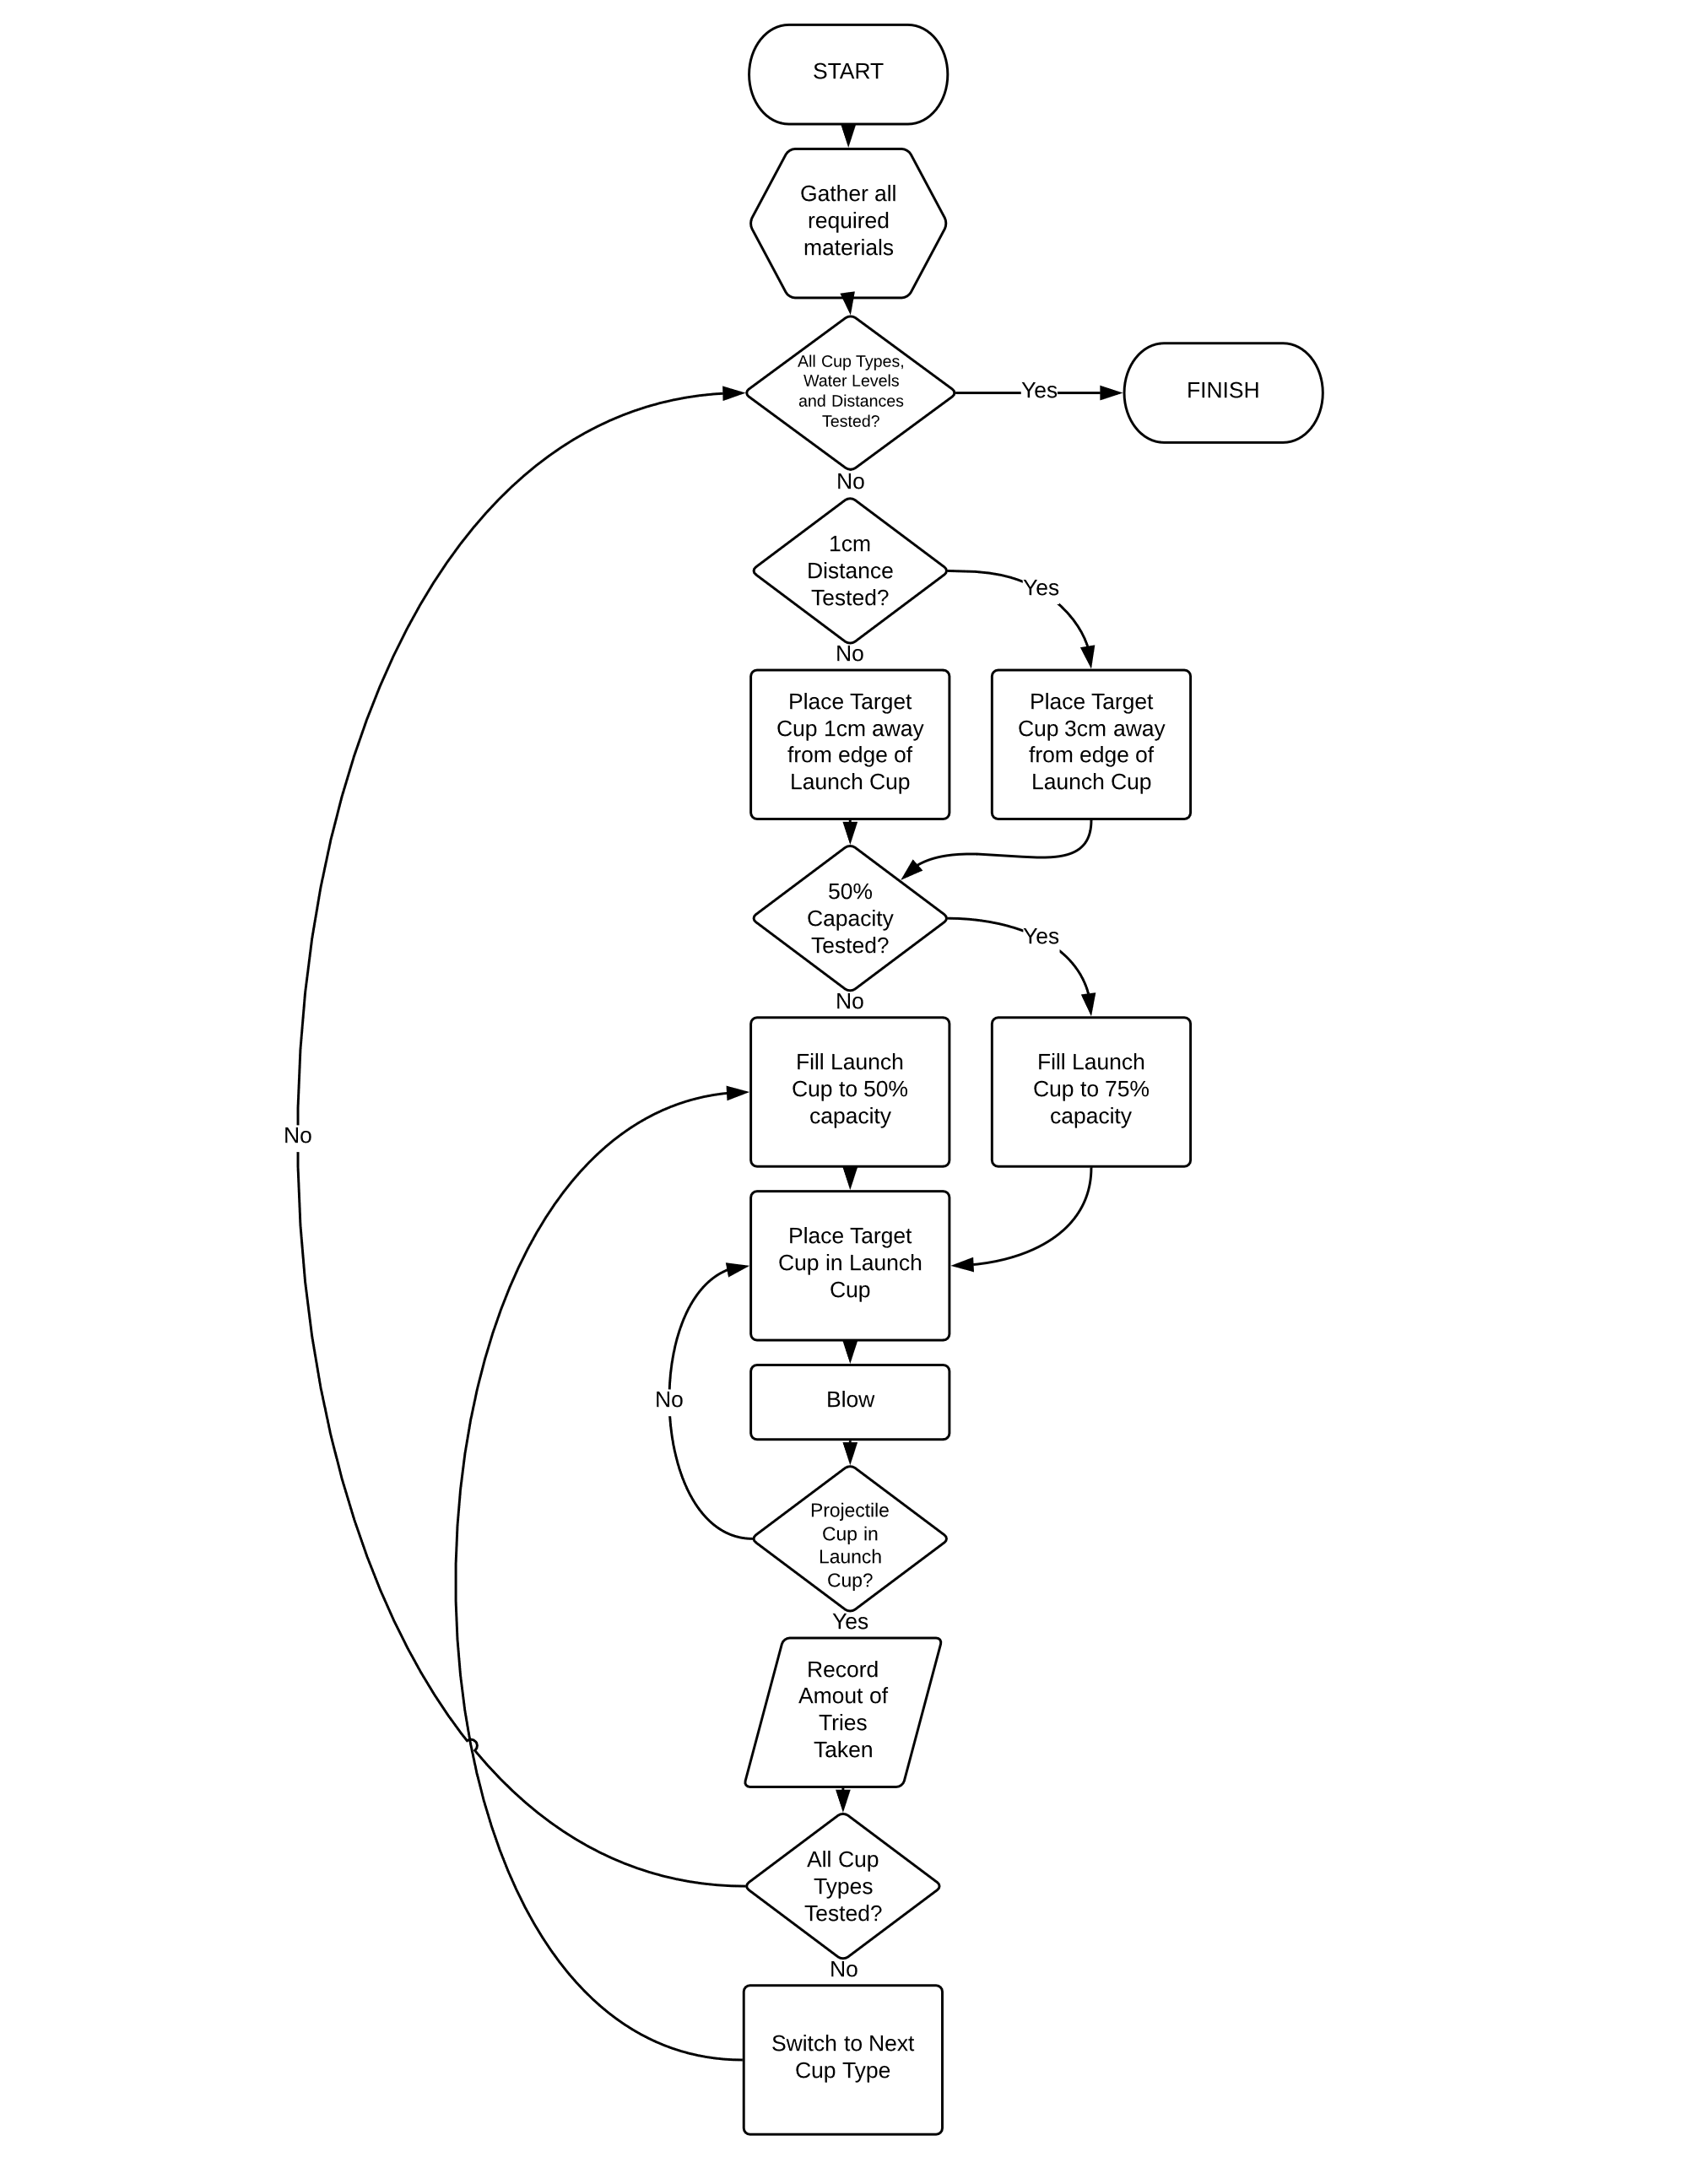 START
Gather all
required
materials
All Cup Types,
Water Levels
and Distances
Tested?
Yes
FINISH
No
1cm
Distance
Tested?
Yes
No
Place Target
Cup 1cm away
from edge of
Launch Cup
Place Target
Cup 3cm away
from edge of
Launch Cup
50%
Capacity
Tested?
Yes
No
Fill Launch
Cup to 50%
capacity
Fill Launch
Cup to 75%
capacity
No
Place Target
Cup in Launch
Cup
Blow
No
Projectile
Cup in
Launch
Cup?
Yes
Record
Amout of
Tries
Taken
All Cup
Types
Tested?
No
Switch to Next
Cup Type